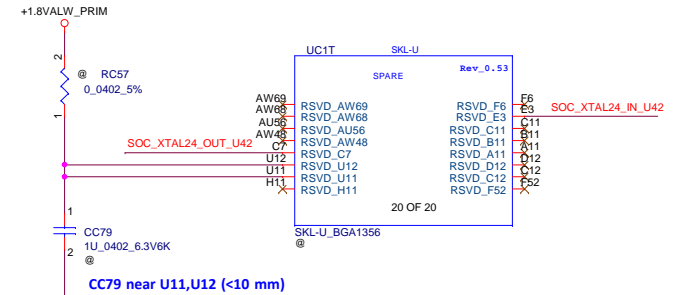 +1.8VALW_PRIM
2
@
RC57
0_0402_5%
1
UC1T
SKL-U
SPARE
Rev_0.53
AW69
RSVD_AW69
RSVD_F6
F6
AW68
RSVD_AW68
RSVD_E3
E3
SOC_XTAL24_IN_U42
AU56
RSVD_AU56
RSVD_C11
C11
AW48
RSVD_AW48
RSVD_B11
B11
SOC_XTAL24_OUT_U42
C7
RSVD_C7
RSVD_A11
A11
U12
RSVD_U12
RSVD_D12
D12
U11
RSVD_U11
RSVD_C12
C12
H11
RSVD_H11
RSVD_F52
F52
20 OF 20
SKL-U_BGA1356
@
1
CC79
1U_0402_6.3V6K
2
@
CC79 near U11,U12 (<10 mm)